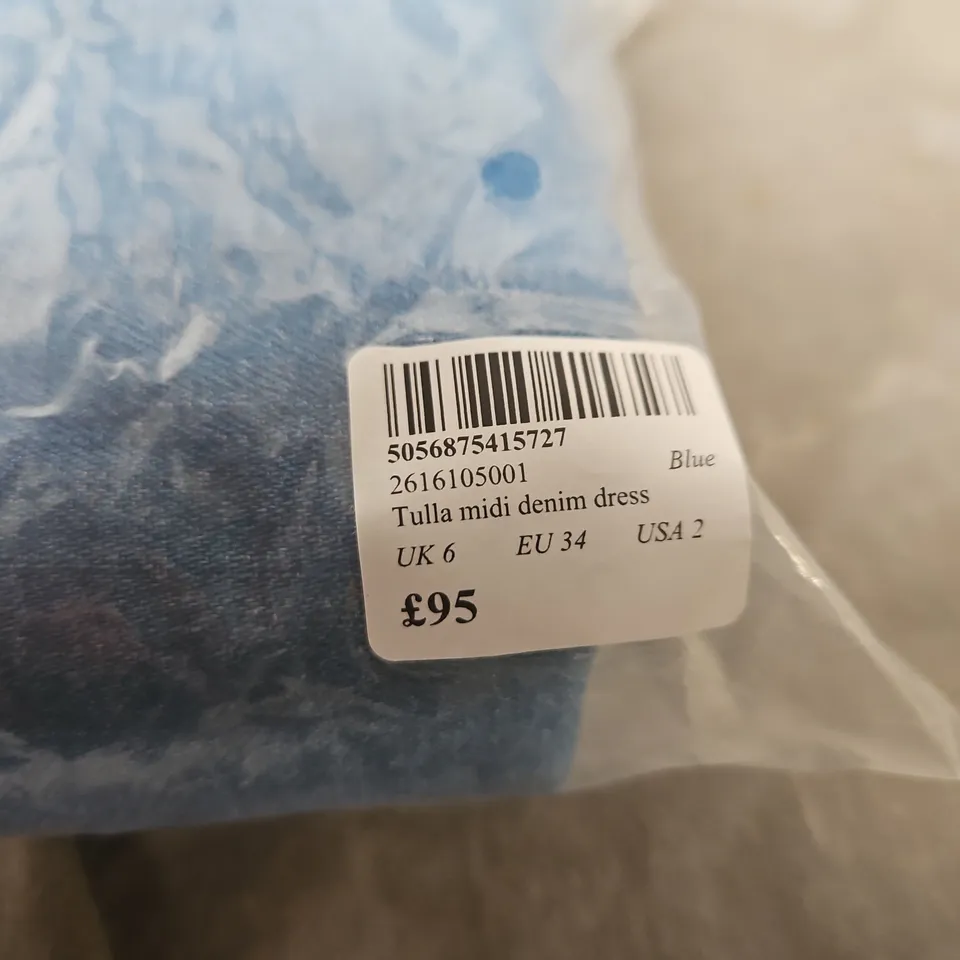 5056875415727
2616105001 Blue
Tulla midi denim dress
UK 6 EU 34 USA 2
£95